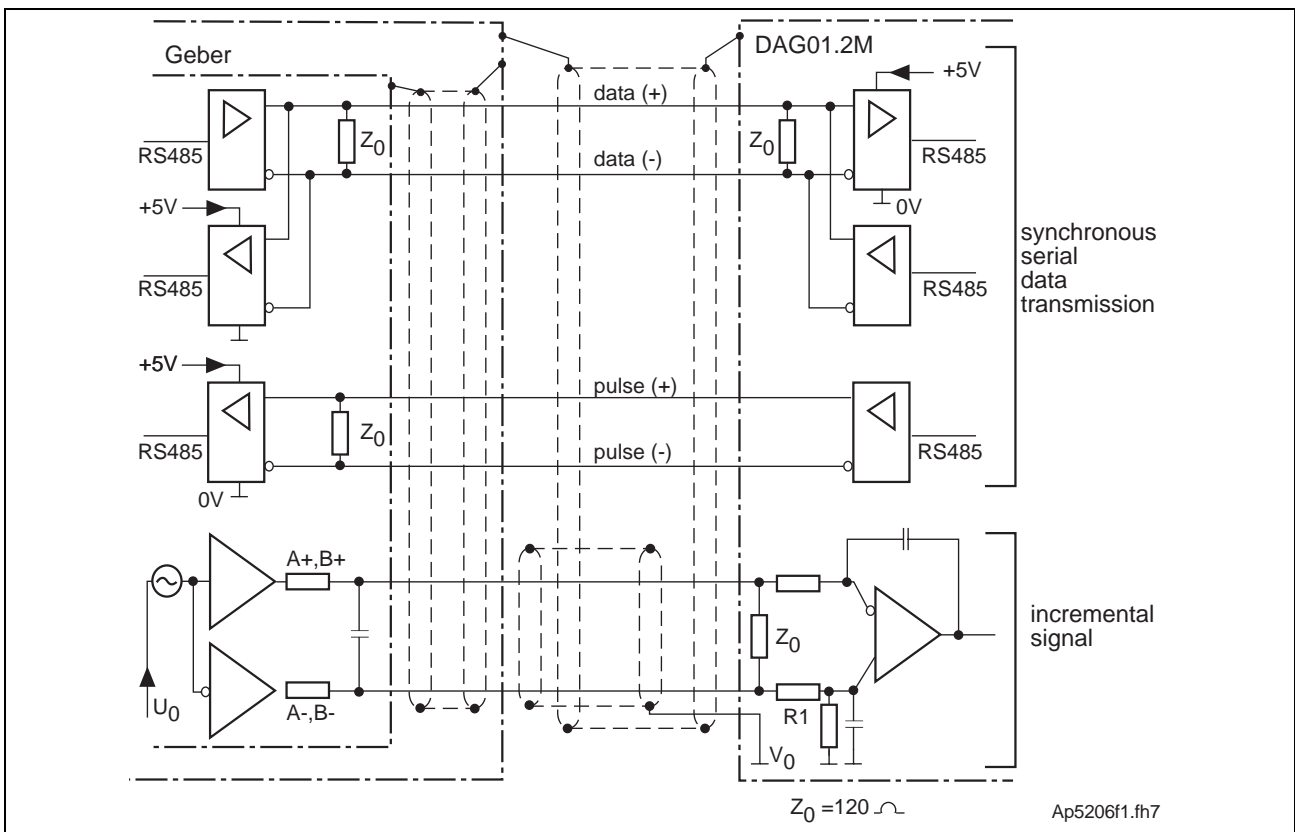 Geber
DAG01.2M
+5V
data (+)
Z0
Z0
RS485
data (-)
RS485
+5V
0V
RS485
RS485
synchronous
serial
data
transmission
+5V
pulse (+)
Z0
RS485
pulse (-)
RS485
0V
A+,B+
Z0
incremental
signal
U0
A-,B-
R1
V0
Z0 =120
Ap5206f1.fh7